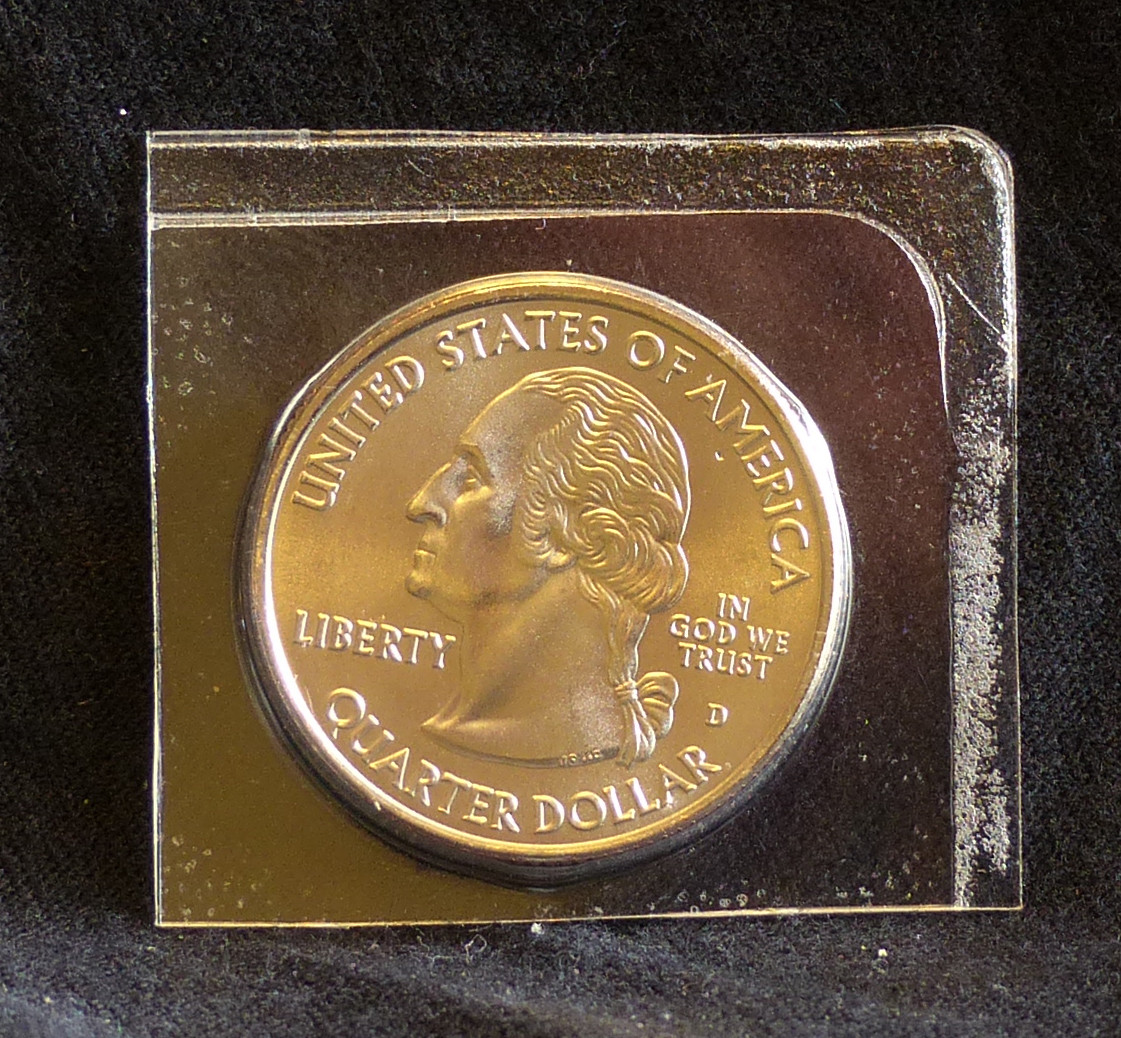 UNITED STATES OF AMERICA
LIBERTY
IN
GOD WE
TRUST
D
QUARTER DOLLAR